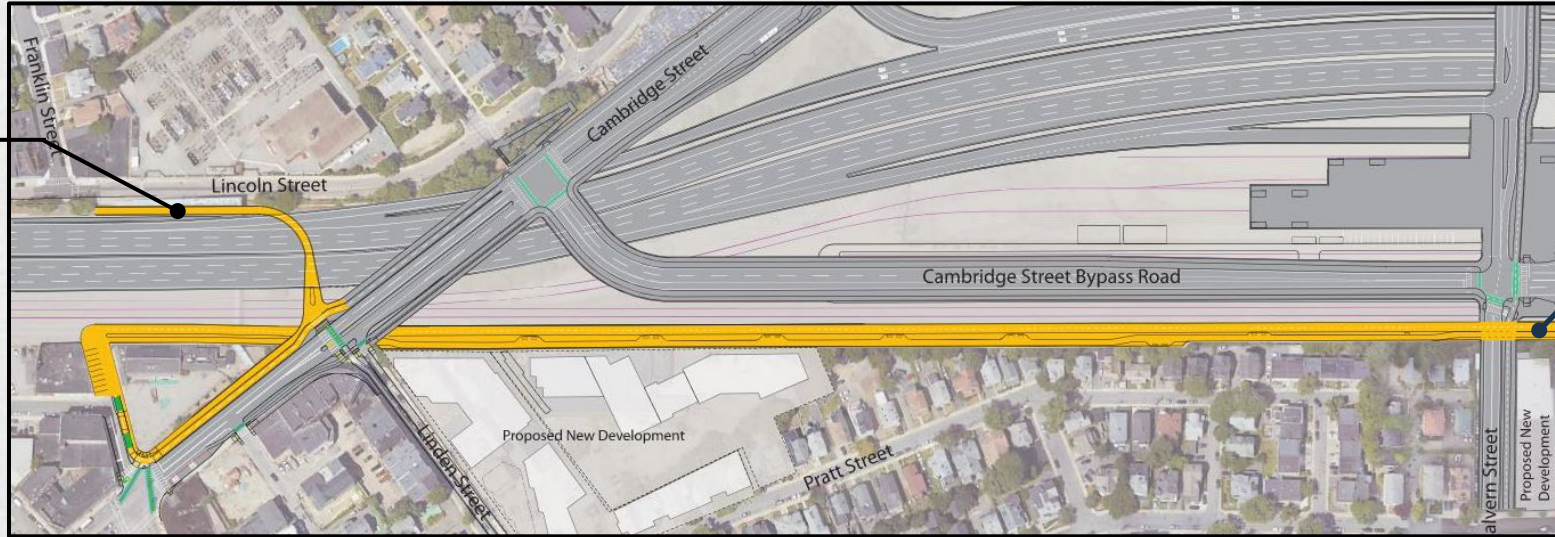 Franklin Street
Cambridge Street
Lincoln Street
Cambridge Street Bypass Road
Proposed New Development
Linden Street
Pratt Street
alvern Street
Proposed New
Development